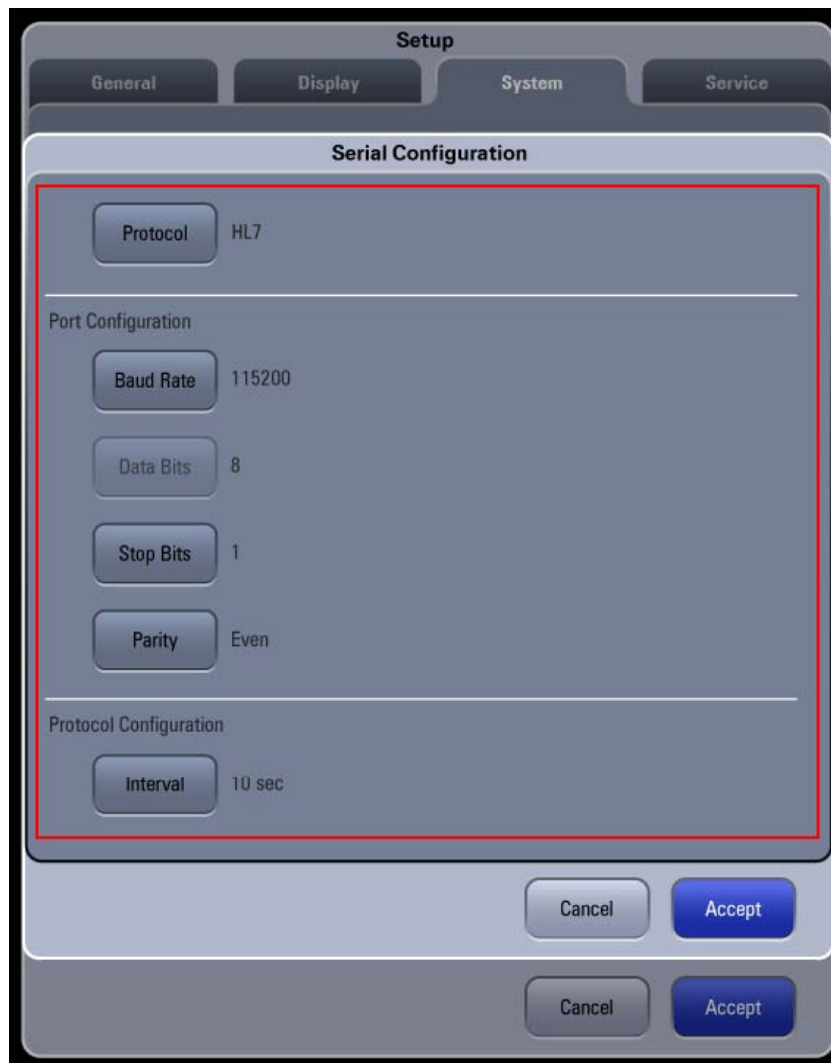 Setup
General Display System Service
Serial Configuration
Protocol HL7
Port Configuration
Baud Rate 115200
Data Bits 8
Stop Bits 1
Parity Even
Protocol Configuration
Interval 10 sec
Cancel Accept
Cancel Accept